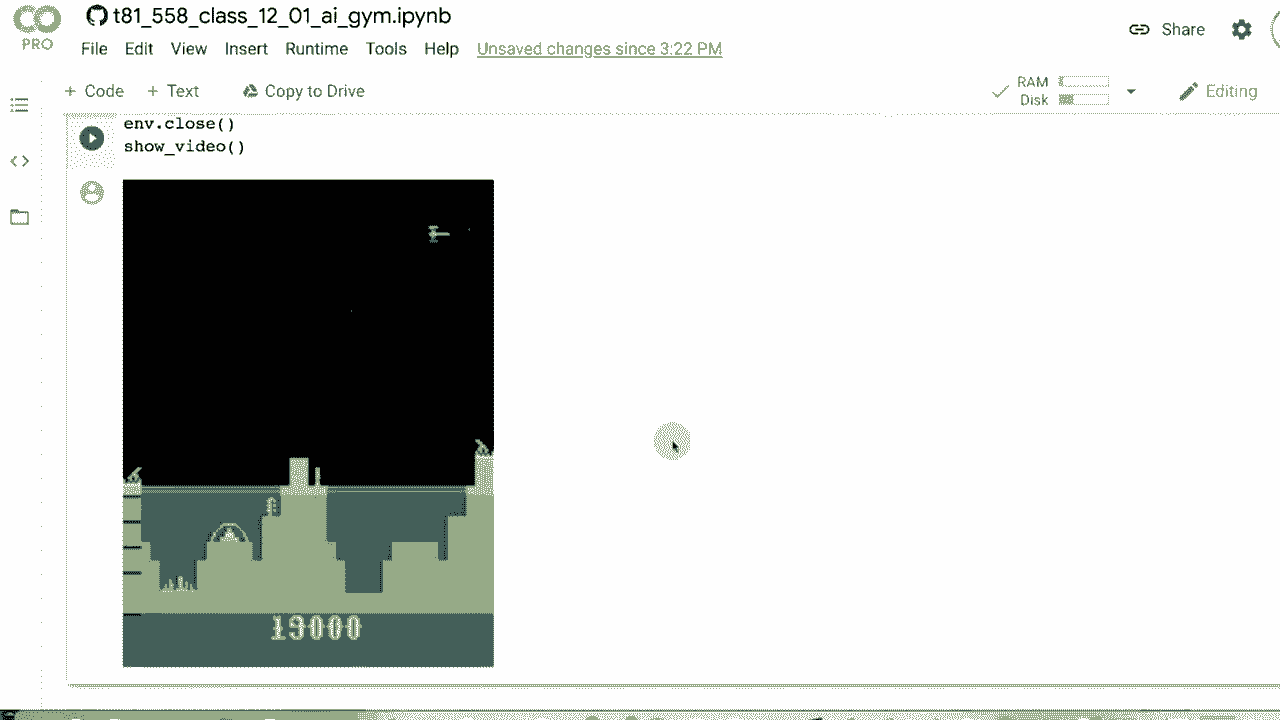 CO
PRO
t81_558_class_12_01_ai_gym.ipynb
File Edit View Insert Runtime Tools Help Unsaved changes since 3:22 PM
Share
+ Code + Text Copy to Drive
RAM
Disk
Editing
env.close()
show_video()
19000